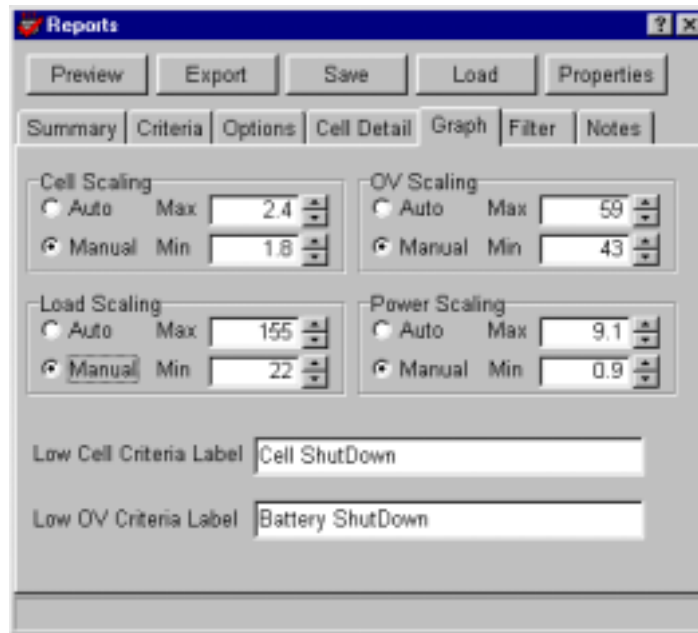 Reports
Preview Export Save Load Properties
Summary Criteria Options Cell Detail Graph Filter Notes
Cell Scaling OV Scaling
Auto Max 2.4 Auto Max 59
Manual Min 1.8 Manual Min 43
Load Scaling Power Scaling
Auto Max 155 Auto Max 9.1
Manual Min 22 Manual Min 0.9
Low Cell Criteria Label Cell ShutDown
Low OV Criteria Label Battery ShutDown